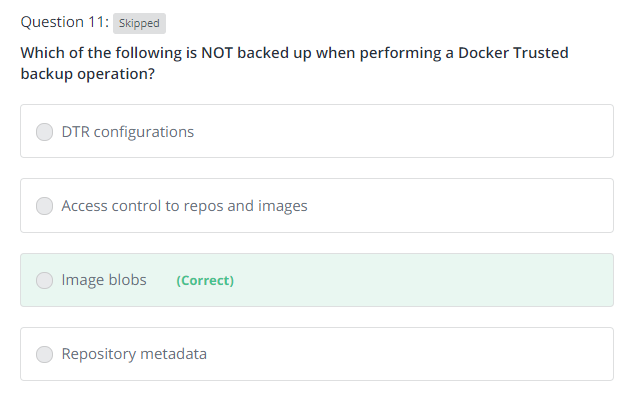 Question 11: Skipped
Which of the following is NOT backed up when performing a Docker Trusted
backup operation?
DTR configurations
Access control to repos and images
Image blobs (Correct)
Repository metadata